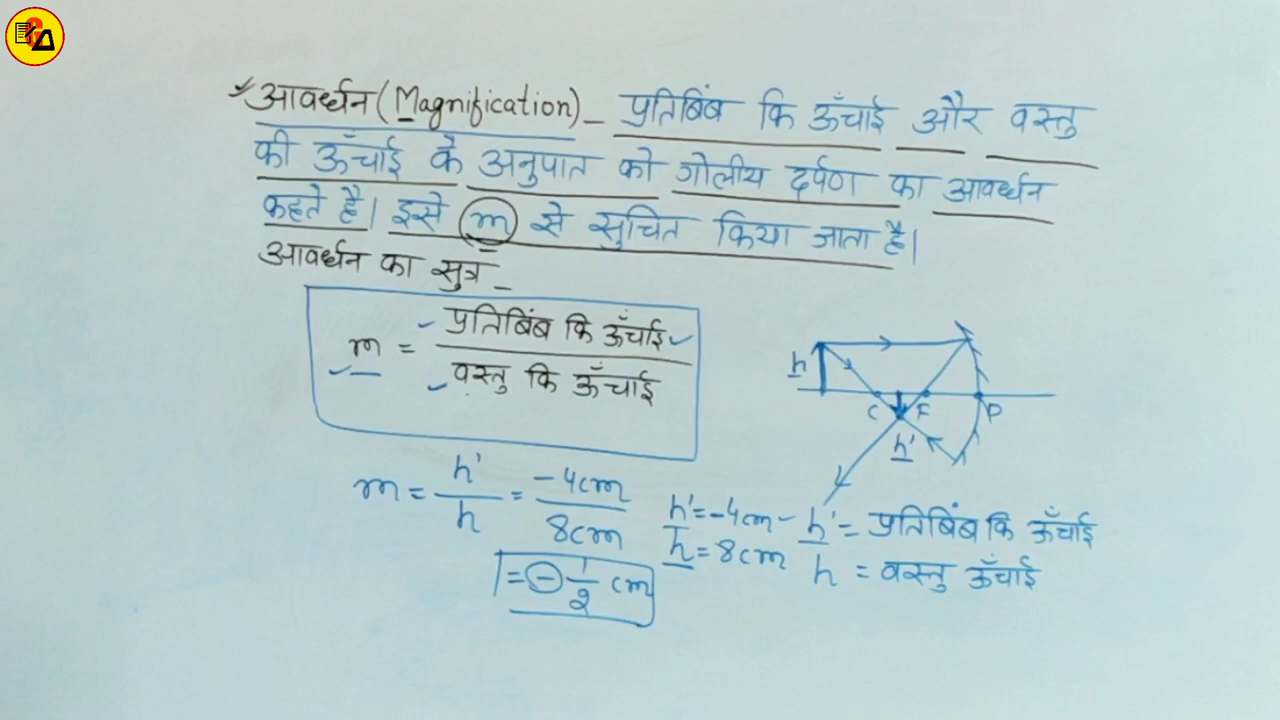 आवर्धन (Magnification) - प्रतिबिंब कि ऊँचाई और वस्तु
की ऊँचाई के अनुपात को गोलीय दर्पण का आवर्धन
कहते है। इसे m से सुचित किया जाता है।
आवर्धन का सुत्र -
m = प्रतिबिंब कि ऊँचाई
वस्तु कि ऊँचाई
h
C F P
h'
m = h'/h = -4cm/8cm
= - 1/2 cm
h' = -4cm - h' = प्रतिबिंब कि ऊँचाई
h = 8cm h = वस्तु ऊँचाई